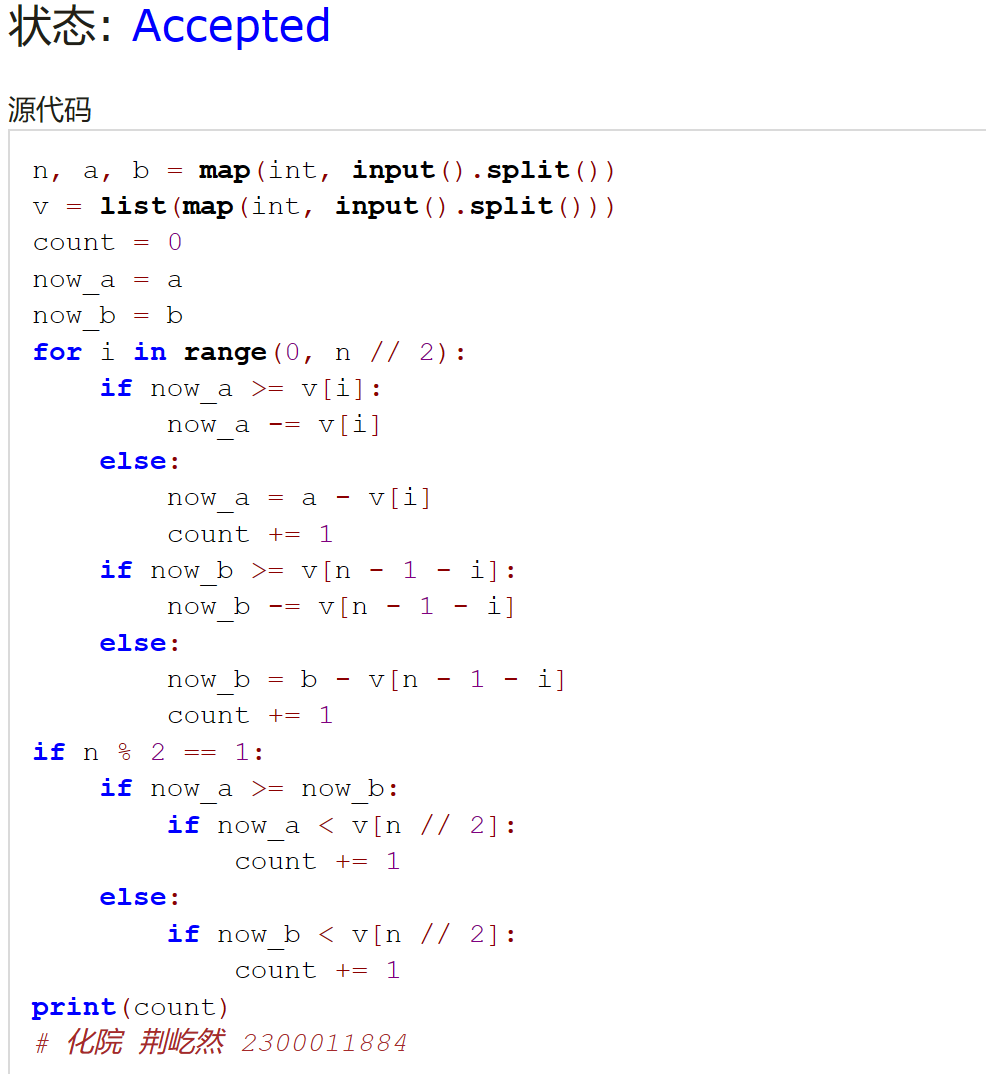 状态: Accepted
源代码
n, a, b = map(int, input().split())
v = list(map(int, input().split()))
count = 0
now_a = a
now_b = b
for i in range(0, n // 2):
    if now_a >= v[i]:
        now_a -= v[i]
    else:
        now_a = a - v[i]
        count += 1
    if now_b >= v[n - 1 - i]:
        now_b -= v[n - 1 - i]
    else:
        now_b = b - v[n - 1 - i]
        count += 1
if n % 2 == 1:
    if now_a >= now_b:
        if now_a < v[n // 2]:
            count += 1
    else:
        if now_b < v[n // 2]:
            count += 1
print(count)
# 化院 荆屹然 2300011884